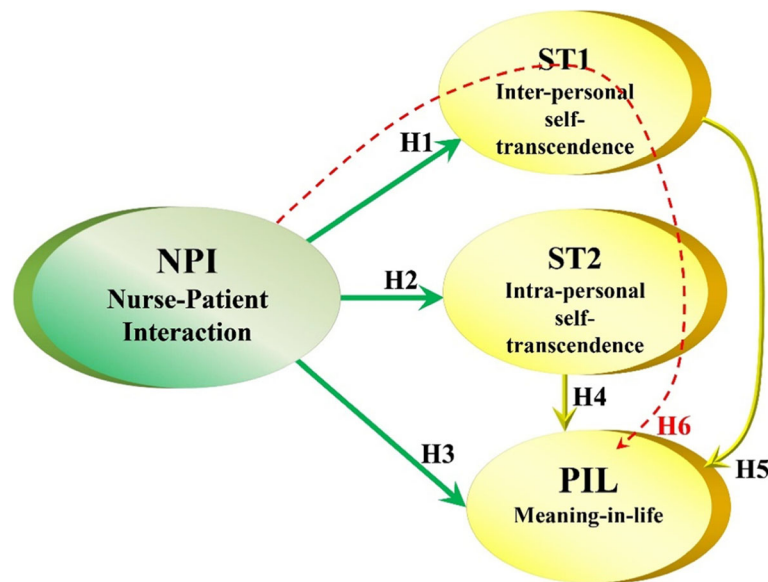 ST1
Inter-personal
self-
transcendence
H1
NPI
Nurse-Patient
Interaction
H2
ST2
Intra-personal
self-
transcendence
H4
H6
H3
H5
PIL
Meaning-in-life